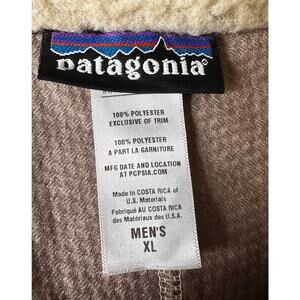 patagonia®
100% POLYESTER
EXCLUSIVE OF TRIM
100% POLYESTER
A PART LA GARNITURE
MFG DATE AND LOCATION
AT PCPSIA.COM
Made in COSTA RICA of
U.S. Materials
Fabriqué AU COSTA RICA
des Matériaux des U.S.A.
MEN'S
XL